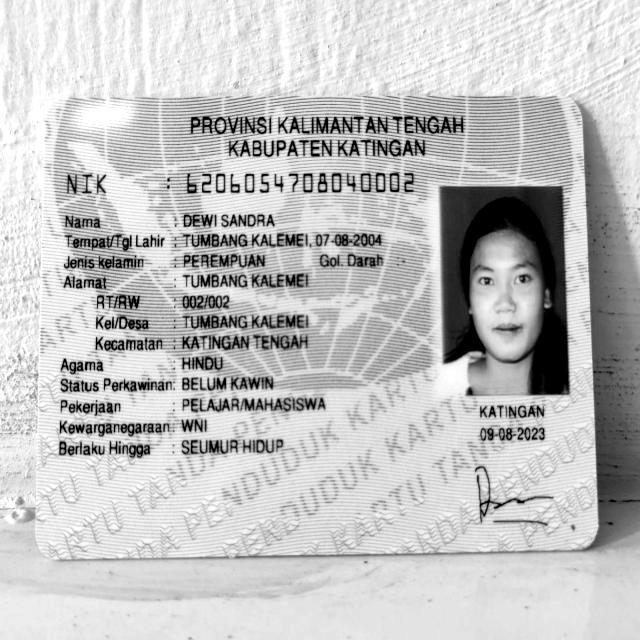 PROVINSI KALIMANTAN TENGAH
KABUPATEN KATINGAN
NIK : 6206054708040002
Nama : DEWI SANDRA
Tempat/Tgl Lahir : TUMBANG KALEMEI, 07-08-2004
Jenis kelamin : PEREMPUAN Gol. Darah -
Alamat : TUMBANG KALEMEI
RT/RW : 002/002
Kel/Desa : TUMBANG KALEMEI
Kecamatan : KATINGAN TENGAH
Agama : HINDU
Status Perkawinan: BELUM KAWIN
Pekerjaan : PELAJAR/MAHASISWA
Kewarganegaraan: WNI
Berlaku Hingga : SEUMUR HIDUP
KATINGAN
09-08-2023
KARTU TANDA PENDUDUK KARTU TANDA PENDUDUK